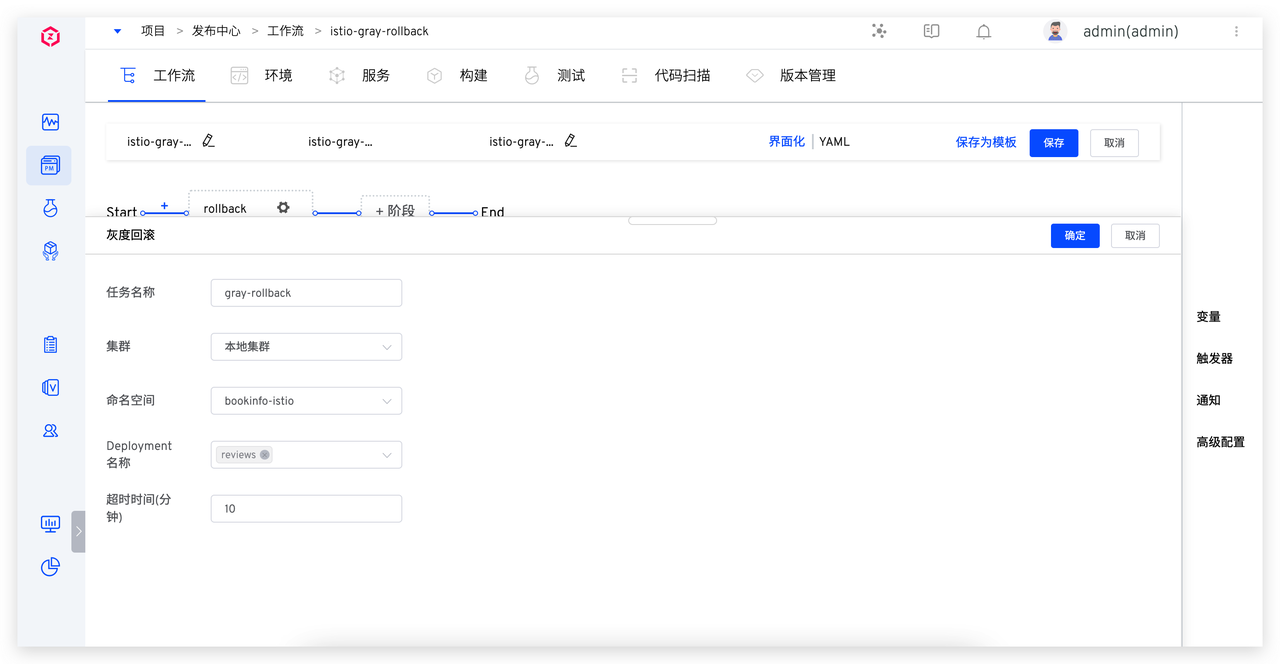 项目 > 发布中心 > 工作流 > istio-gray-rollback
admin(admin)
工作流 环境 服务 构建 测试 代码扫描 版本管理
istio-gray-... istio-gray-... istio-gray-... 界面化 | YAML 保存为模板 保存 取消
Start + rollback + 阶段 End
灰度回滚 确定 取消
任务名称 gray-rollback
集群 本地集群
命名空间 bookinfo-istio
Deployment
名称
reviews
超时时间(分
钟)
10
变量
触发器
通知
高级配置
PM
V